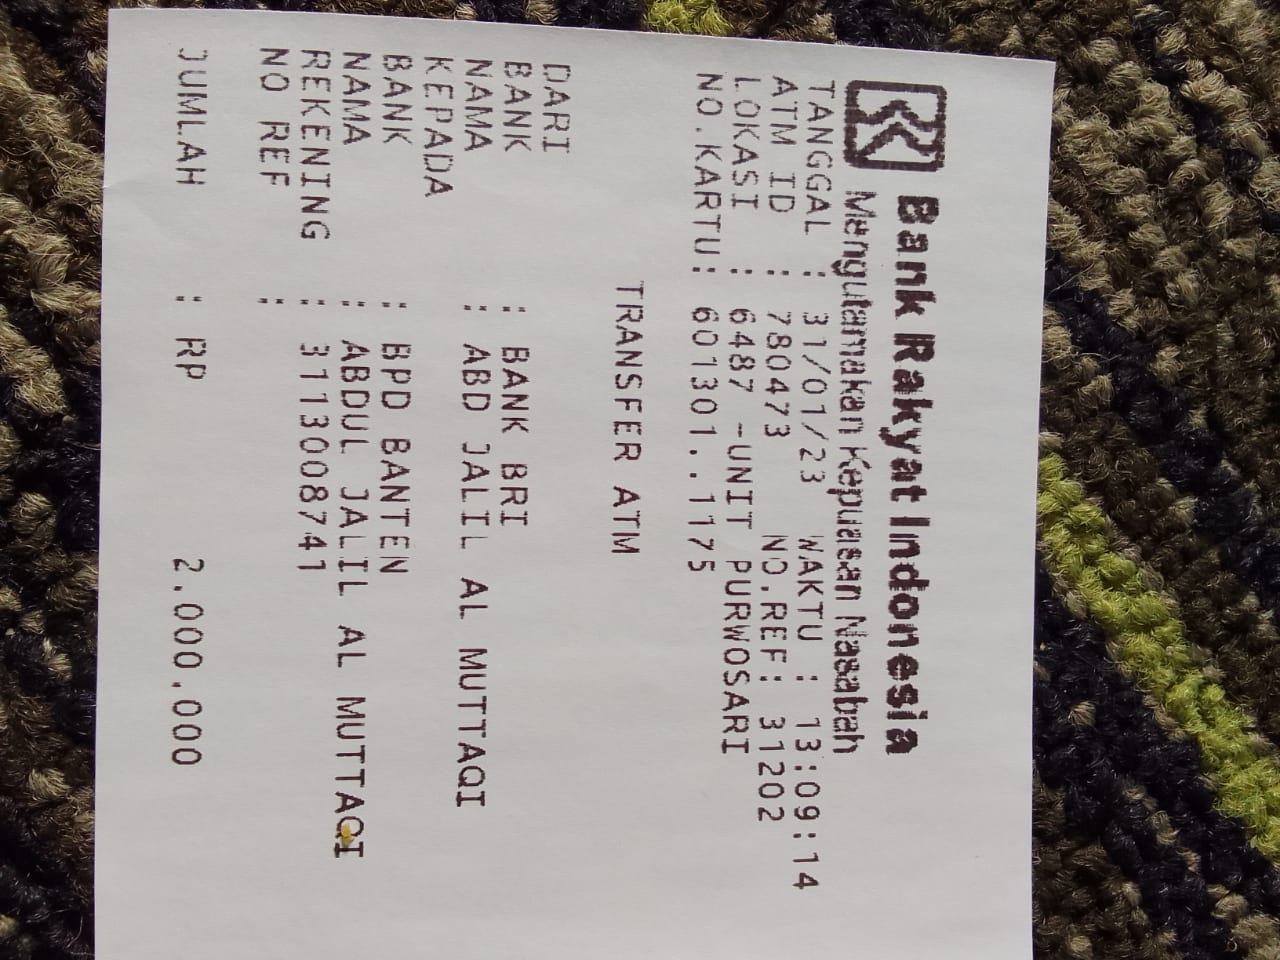 Bank Rakyat Indonesia
Mengutamakan Kepuasan Nasabah
TANGGAL : 31/01/23 WAKTU : 13:09:14
ATM ID : 780473 NO.REF: 31202
LOKASI : 6487 -UNIT PURWOSARI
NO.KARTU: 601301..1175
TRANSFER ATM
DARI
BANK : BANK BRI
NAMA : ABD JALIL AL MUTTAQI
KEPADA
BANK : BPD BANTEN
NAMA : ABDUL JALIL AL MUTTAQI
REKENING : 3113008741
NO REF :
JUMLAH : RP 2.000.000